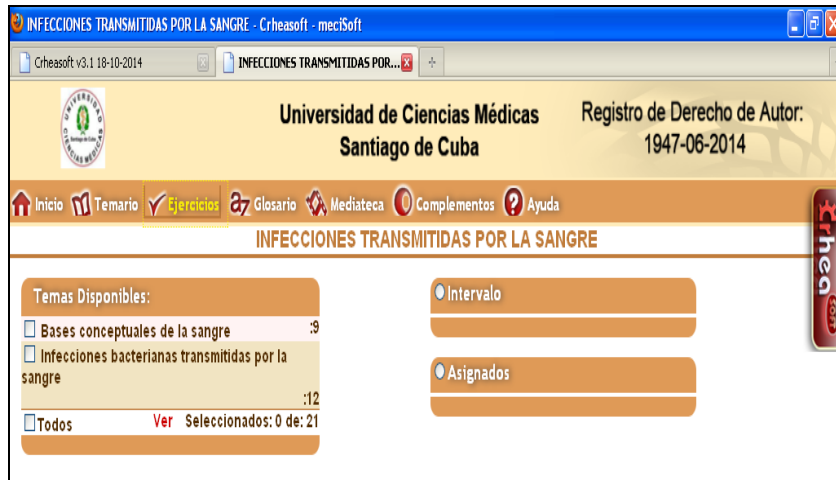 INFECCIONES TRANSMITIDAS POR LA SANGRE - Crheasoft - meciSoft
Crheasoft v3.1 18-10-2014
INFECCIONES TRANSMITIDAS POR...
Universidad de Ciencias Médicas
Santiago de Cuba
Registro de Derecho de Autor:
1947-06-2014
Inicio Temario Ejercicios Glosario Mediateca Complementos Ayuda
INFECCIONES TRANSMITIDAS POR LA SANGRE
Crhea
soft
Temas Disponibles:
Bases conceptuales de la sangre :9
Infecciones bacterianas transmitidas por la
sangre
:12
Todos Ver Seleccionados: 0 de: 21
Intervalo
Asignados